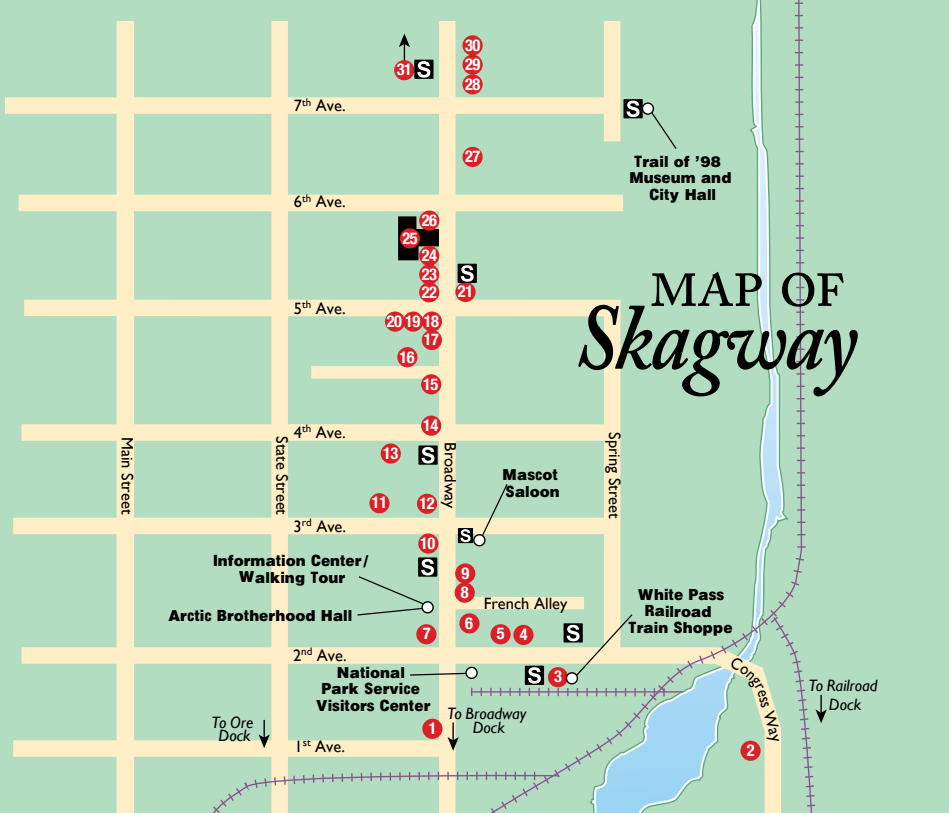 30
31
S
29
28
7th Ave.
S
Trail of ’98
Museum and
City Hall
27
6th Ave.
26
25
24
23
S
22
21
MAP OF
Skagway
5th Ave.
20
19
18
17
16
15
14
4th Ave.
Main Street
State Street
Broadway
Spring Street
13
S
Mascot
Saloon
11
12
3rd Ave.
S
10
Information Center/
Walking Tour
S
9
8
French Alley
Arctic Brotherhood Hall
White Pass
Railroad
Train Shoppe
6
7
5
4
S
2nd Ave.
National
Park Service
Visitors Center
S
3
Congress Way
To Railroad
Dock
To Ore
Dock
1
To Broadway
Dock
1st Ave.
2